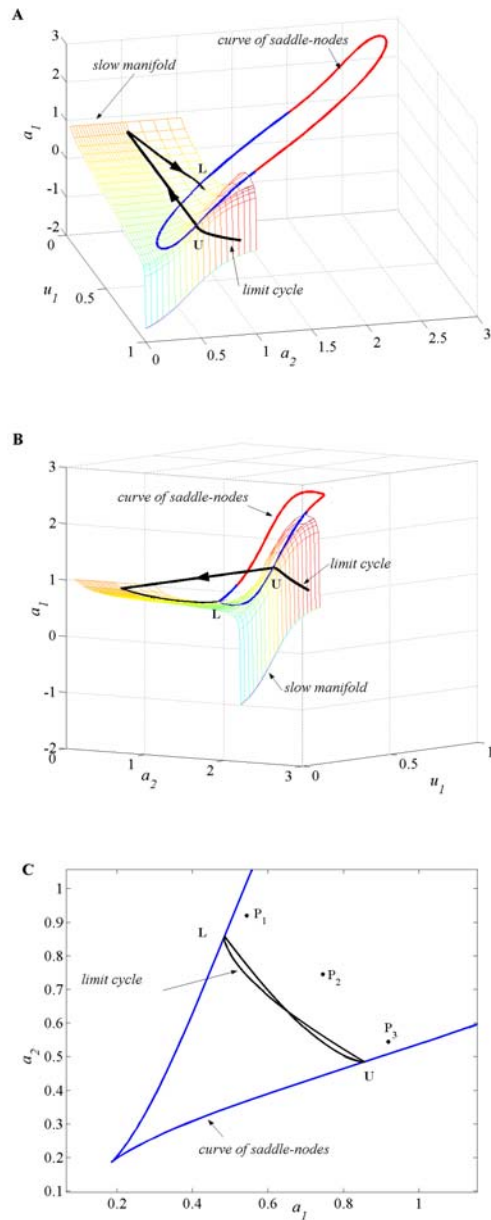 A
curve of saddle-nodes
slow manifold
3
2
1
0
-1
-2
a1
L
U
limit cycle
0
0.5
1
u1
0
0.5
1
1.5
2
2.5
3
a2
B
3
2
1
0
-1
-2
a1
curve of saddle-nodes
U
limit cycle
L
slow manifold
0
1
2
3
a2
0
0.5
1
u1
C
1
0.9
0.8
0.7
0.6
0.5
0.4
0.3
0.2
0.1
a2
L
P1
limit cycle
P2
P3
U
curve of saddle-nodes
0.2
0.4
0.6
0.8
1
a1